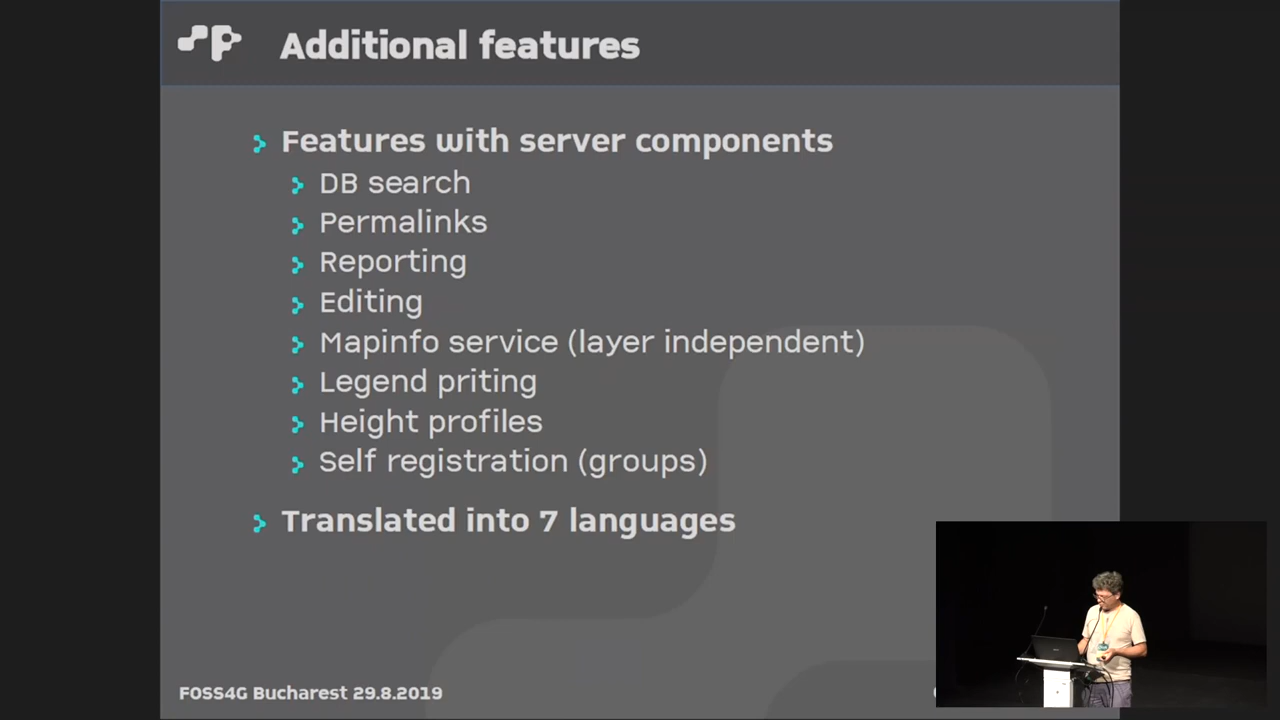 Additional features
Features with server components
DB search
Permalinks
Reporting
Editing
Mapinfo service (layer independent)
Legend priting
Height profiles
Self registration (groups)
Translated into 7 languages
FOSS4G Bucharest 29.8.2019